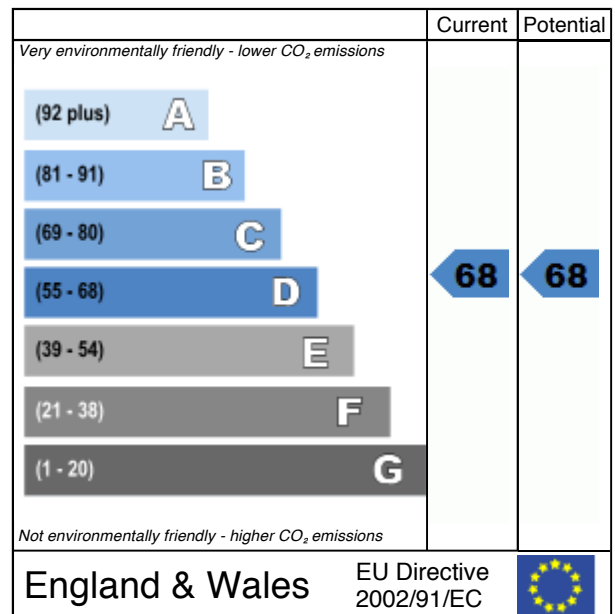 Current Potential
Very environmentally friendly - lower CO₂ emissions
(92 plus) A
(81 - 91) B
(69 - 80) C
(55 - 68) D
68 68
(39 - 54) E
(21 - 38) F
(1 - 20) G
Not environmentally friendly - higher CO₂ emissions
England & Wales
EU Directive
2002/91/EC